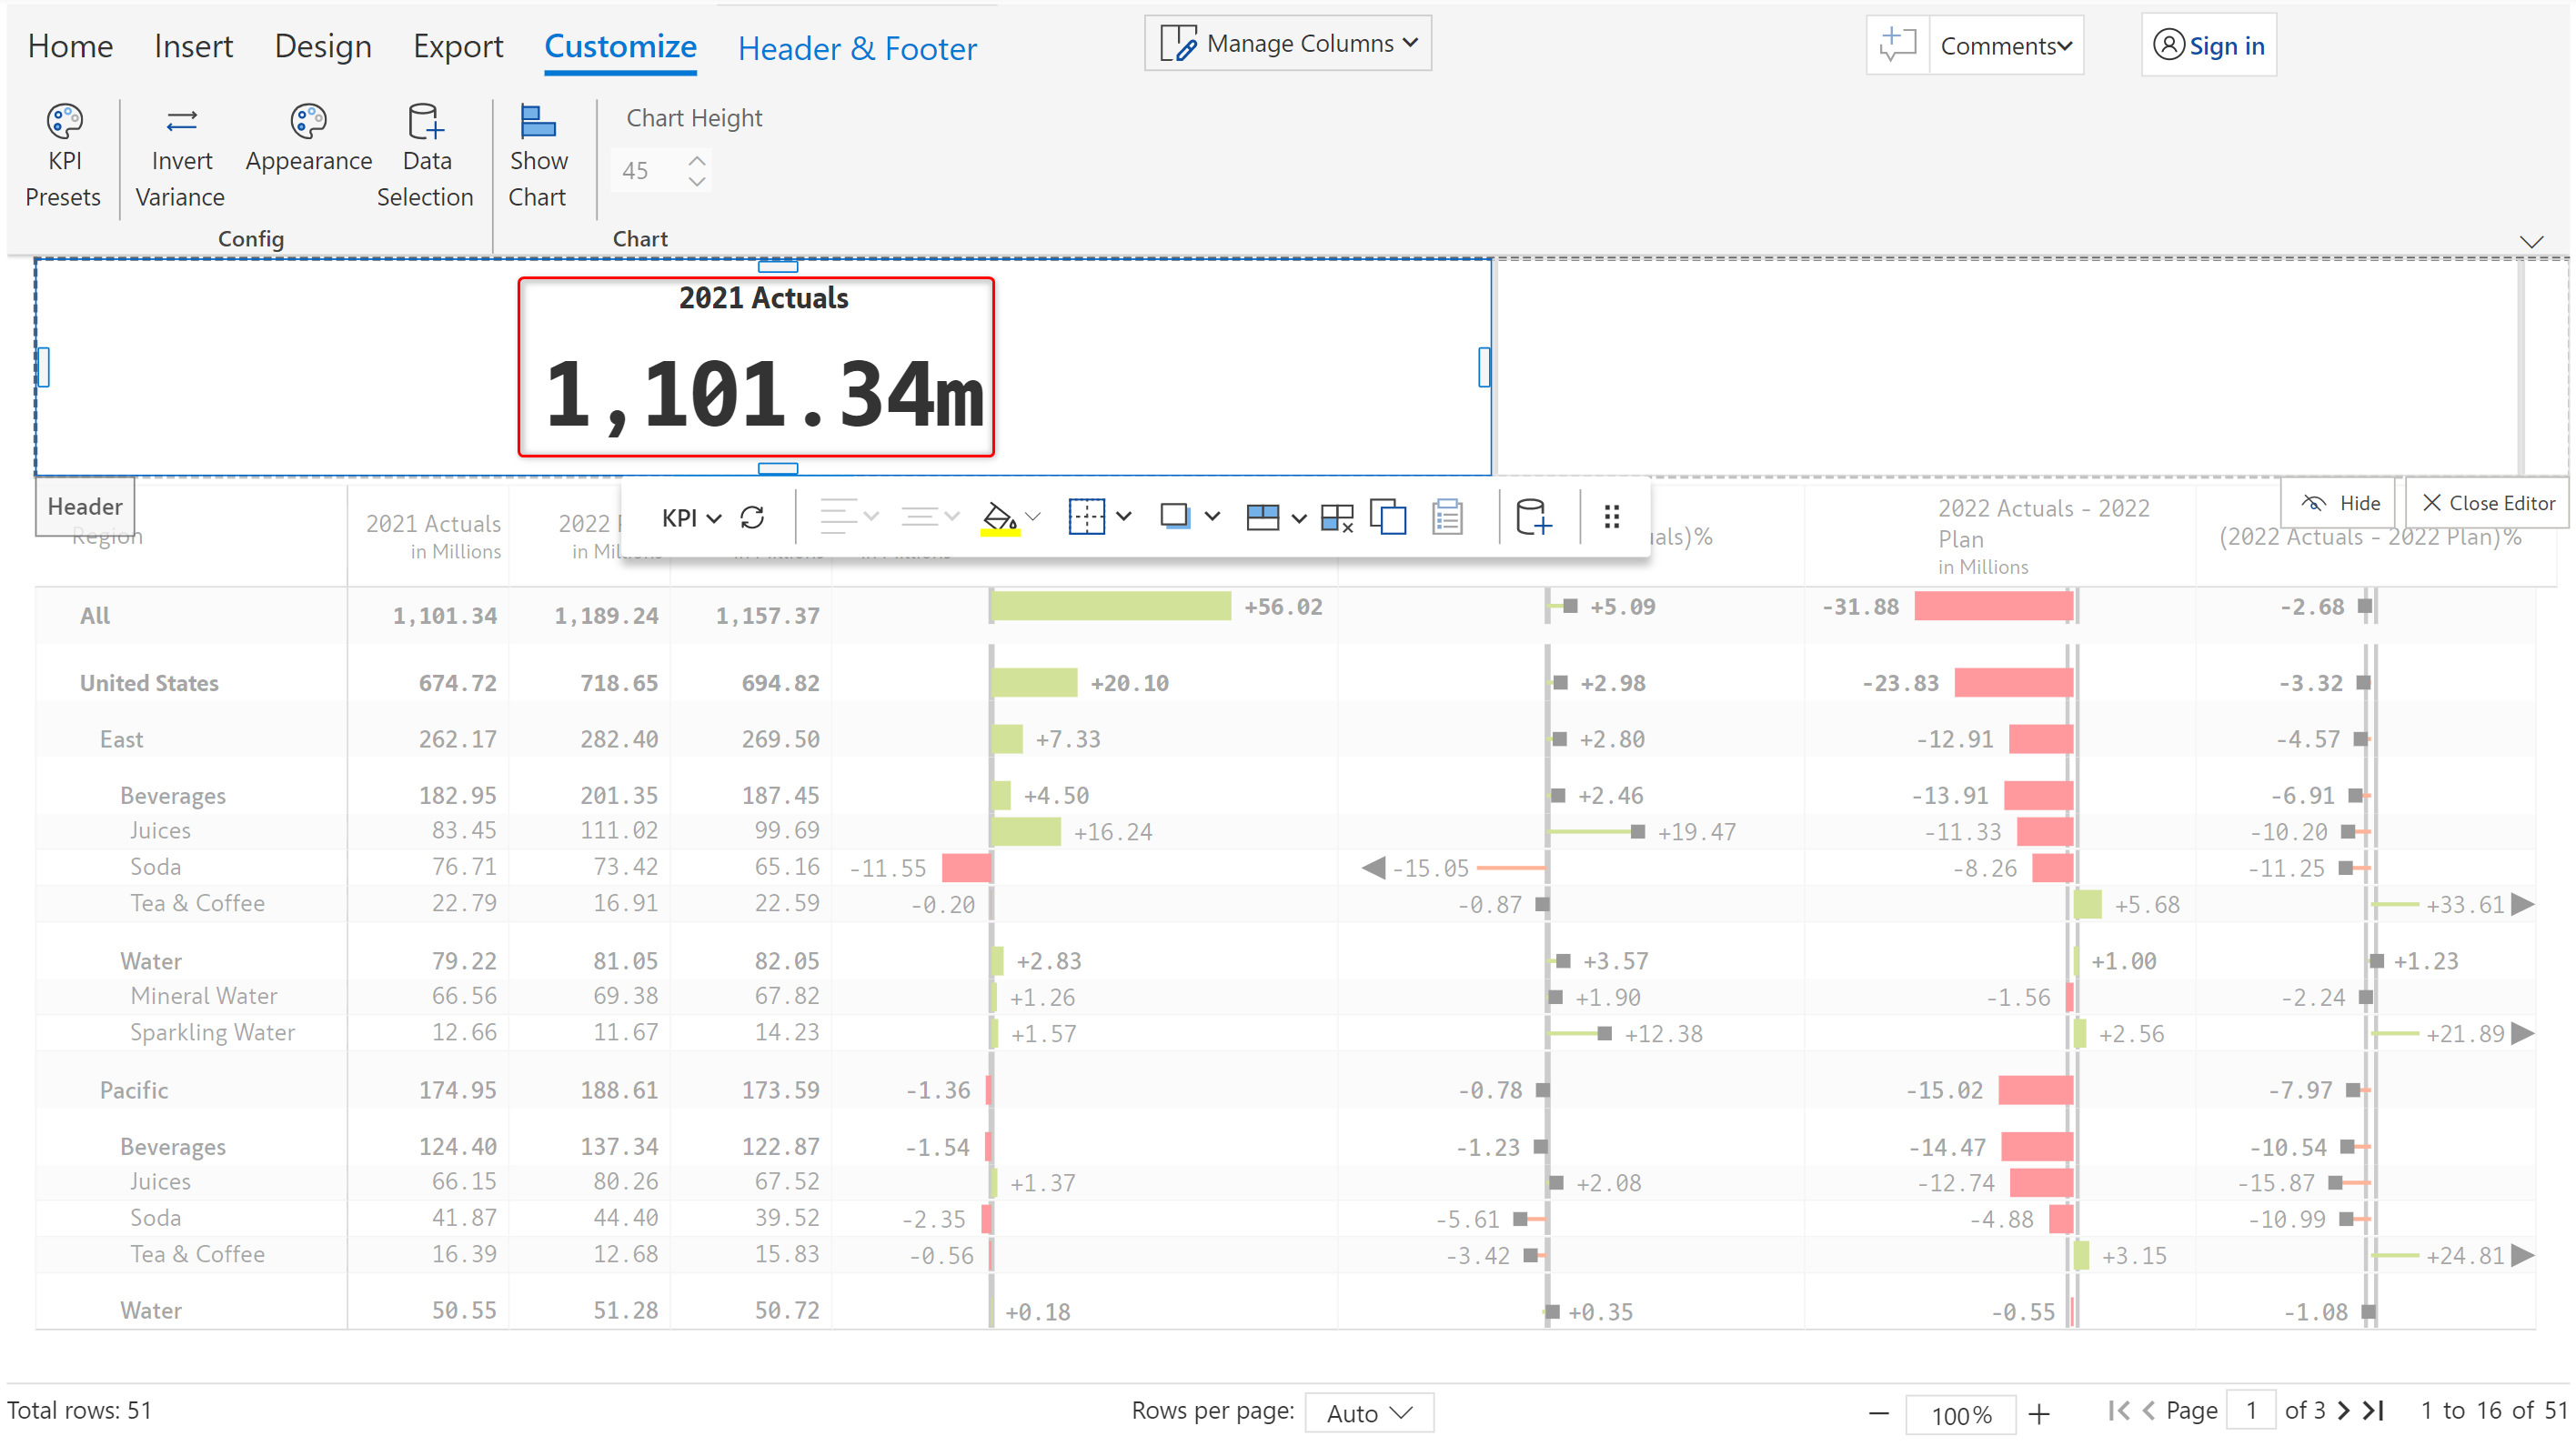 Home Insert Design Export Customize Header & Footer Manage Columns Comments Sign in
KPI Presets Invert Variance Appearance Data Selection Show Chart Chart Height
45
Config Chart
2021 Actuals
1,101.34m
Header KPI Hide Close Editor
Region 2021 Actuals in Millions 2022 in Millions in Millions in Millions 2022 Actuals - 2022 Plan in Millions (2022 Actuals - 2022 Plan)%
All 1,101.34 1,189.24 1,157.37 +56.02 +5.09 -31.88 -2.68
United States 674.72 718.65 694.82 +20.10 +2.98 -23.83 -3.32
East 262.17 282.40 269.50 +7.33 +2.80 -12.91 -4.57
Beverages 182.95 201.35 187.45 +4.50 +2.46 -13.91 -6.91
Juices 83.45 111.02 99.69 +16.24 +19.47 -11.33 -10.20
Soda 76.71 73.42 65.16 -11.55 -15.05 -8.26 -11.25
Tea & Coffee 22.79 16.91 22.59 -0.20 -0.87 +5.68 +33.61
Water 79.22 81.05 82.05 +2.83 +3.57 +1.00 +1.23
Mineral Water 66.56 69.38 67.82 +1.26 +1.90 -1.56 -2.24
Sparkling Water 12.66 11.67 14.23 +1.57 +12.38 +2.56 +21.89
Pacific 174.95 188.61 173.59 -1.36 -0.78 -15.02 -7.97
Beverages 124.40 137.34 122.87 -1.54 -1.23 -14.47 -10.54
Juices 66.15 80.26 67.52 +1.37 +2.08 -12.74 -15.87
Soda 41.87 44.40 39.52 -2.35 -5.61 -4.88 -10.99
Tea & Coffee 16.39 12.68 15.83 -0.56 -3.42 +3.15 +24.81
Water 50.55 51.28 50.72 +0.18 +0.35 -0.55 -1.08
Total rows: 51 Rows per page: Auto 100% Page 1 of 3 1 to 16 of 51